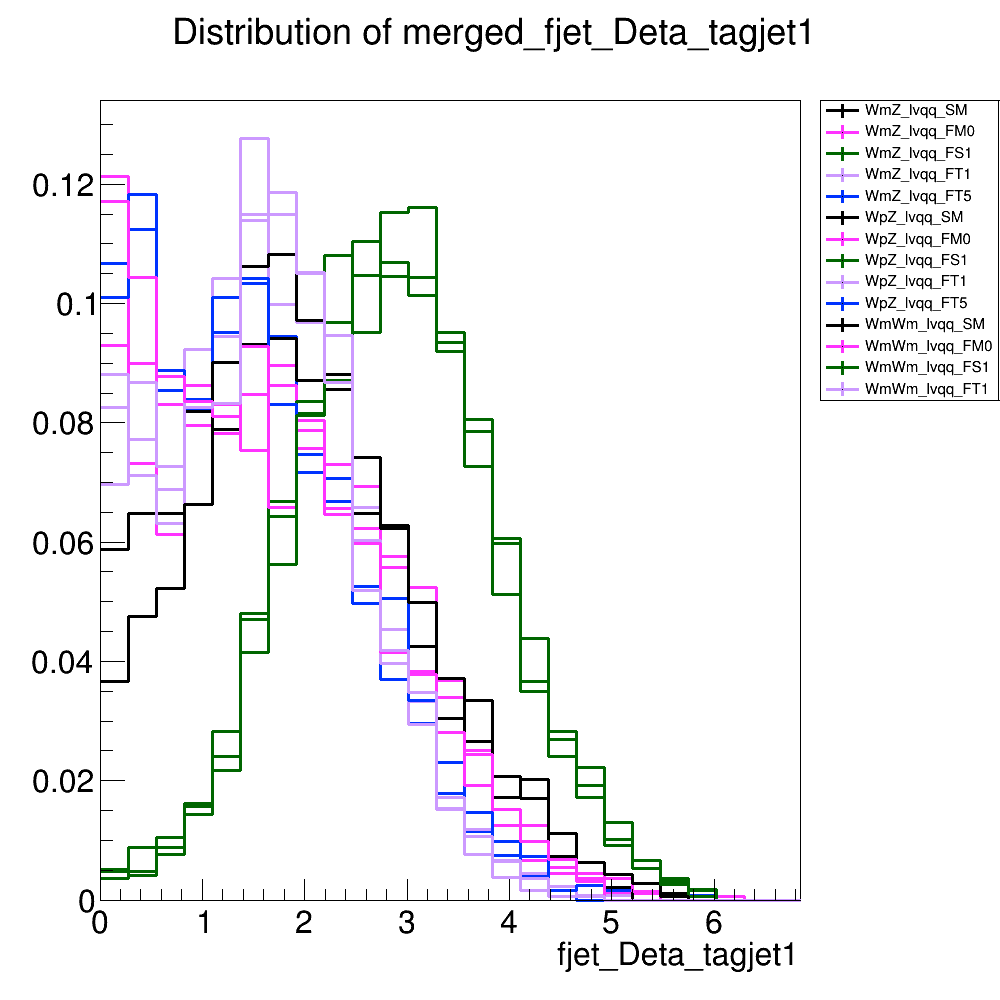 Distribution of merged_fjet_Deta_tagjet1
WmZ_lvqq_SM
WmZ_lvqq_FM0
WmZ_lvqq_FS1
WmZ_lvqq_FT1
WmZ_lvqq_FT5
WpZ_lvqq_SM
WpZ_lvqq_FM0
WpZ_lvqq_FS1
WpZ_lvqq_FT1
WpZ_lvqq_FT5
WmWm_lvqq_SM
WmWm_lvqq_FM0
WmWm_lvqq_FS1
WmWm_lvqq_FT1
0.12
0.1
0.08
0.06
0.04
0.02
0
0 1 2 3 4 5 6
fjet_Deta_tagjet1